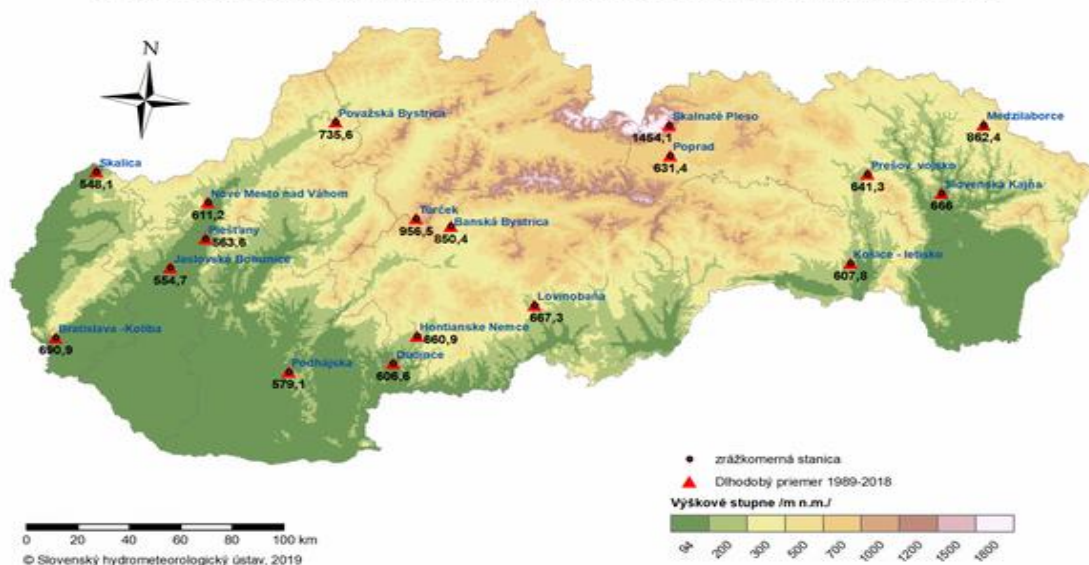 N
Považská Bystrica
735,6
Skalnaté Pleso
1454,1
Medzilaborce
862,4
Poprad
631,4
Skalica
548,1
Prešov. vojsko
641,3
Slovenská Kajňa
666
Nové Mesto nad Váhom
611,2
Turček
956,5
Banská Bystrica
850,4
Piešťany
563,6
Jaslovské Bohunice
554,7
Košice - letisko
607,8
Lovinobaňa
667,3
Bratislava -Koliba
690,9
Hontianske Nemce
660,9
Dudince
606,6
Podhájska
579,1
zrážkomerná stanica
Dlhodobý priemer 1989-2018
Výškové stupne /m n.m./
94 200 300 500 700 1000 1200 1500 1800
0 20 40 60 80 100 km
© Slovenský hydrometeorologický ústav, 2019